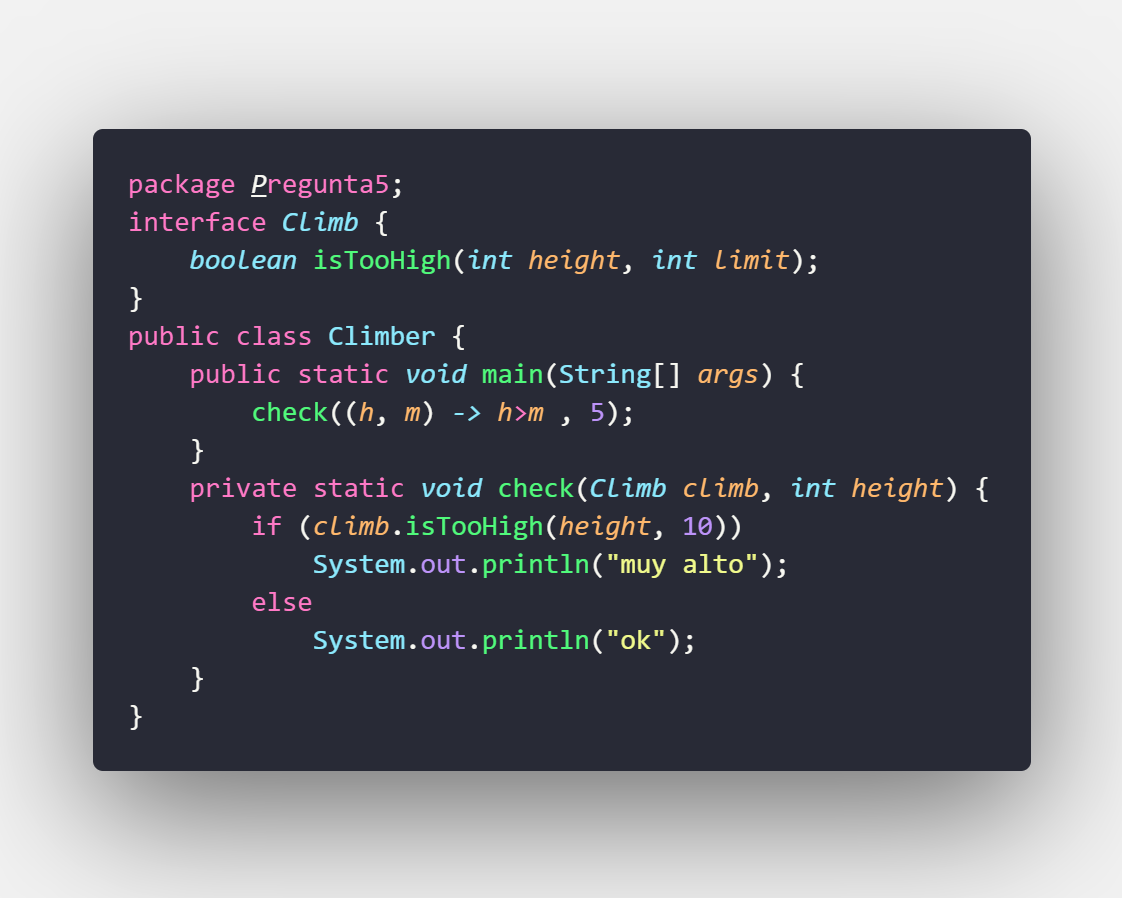 package Pregunta5;
interface Climb {
    boolean isTooHigh(int height, int limit);
}
public class Climber {
    public static void main(String[] args) {
        check((h, m) -> h>m , 5);
    }
    private static void check(Climb climb, int height) {
        if (climb.isTooHigh(height, 10))
            System.out.println("muy alto");
        else
            System.out.println("ok");
    }
}